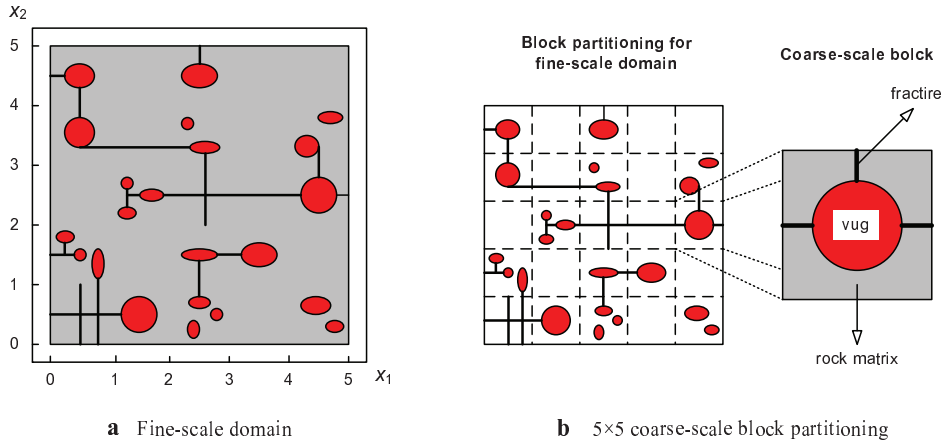 x2
5
4
3
2
1
0
0 1 2 3 4 5 x1
a Fine-scale domain
Block partitioning for
fine-scale domain
Coarse-scale bolck
fractire
vug
rock matrix
b 5×5 coarse-scale block partitioning